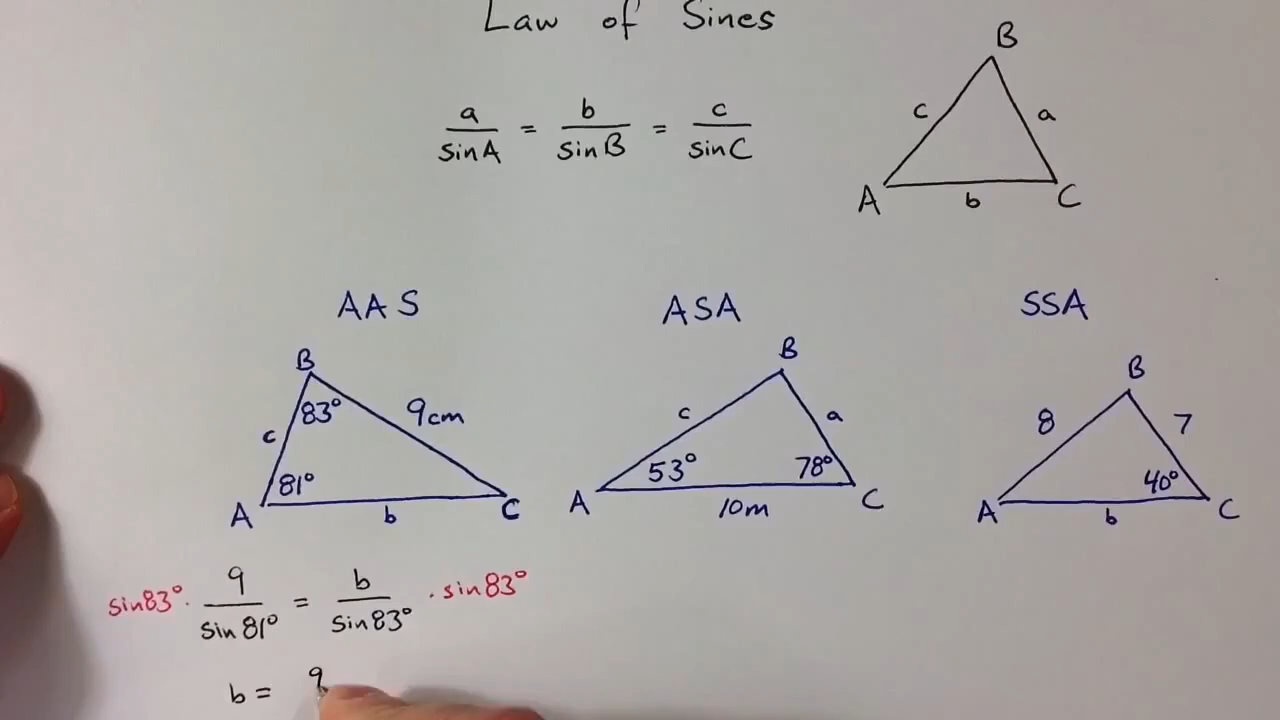 Law of Sines
a/sinA = b/sinB = c/sinC
B
c a
A b C
AAS
B
83°
9cm
c
81°
A b C
sin83° · 9/sin81° = b/sin83° · sin83°
b = 9
ASA
B
c a
53° 78°
A 10m C
SSA
B
8 7
40°
A b C